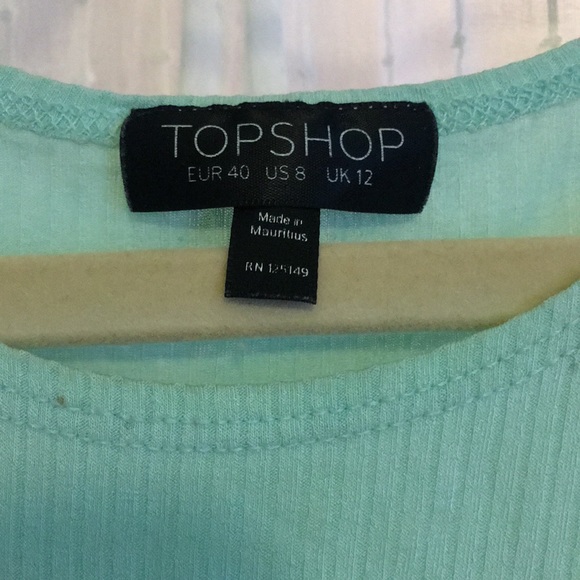 TOPSHOP
EUR 40 US 8 UK 12
Made in
Mauritius
RN 125149